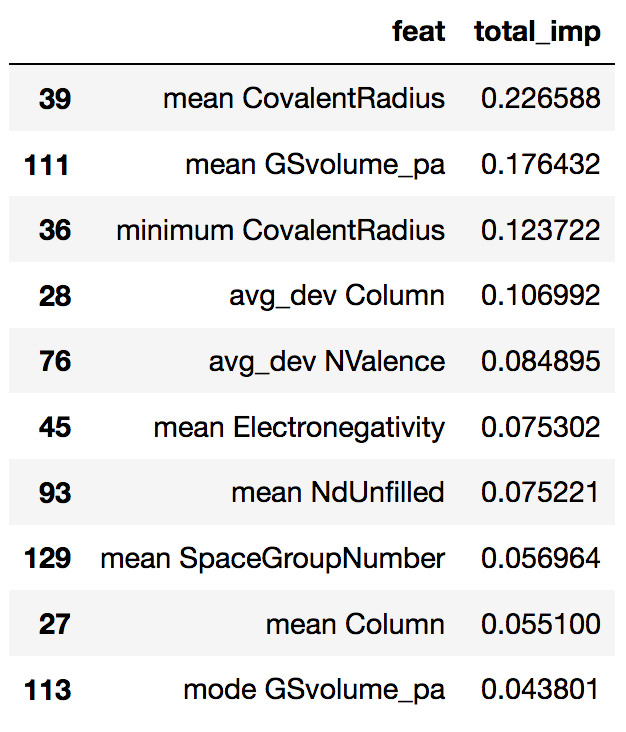 feat total_imp
39 mean CovalentRadius 0.226588
111 mean GSvolume_pa 0.176432
36 minimum CovalentRadius 0.123722
28 avg_dev Column 0.106992
76 avg_dev NValence 0.084895
45 mean Electronegativity 0.075302
93 mean NdUnfilled 0.075221
129 mean SpaceGroupNumber 0.056964
27 mean Column 0.055100
113 mode GSvolume_pa 0.043801